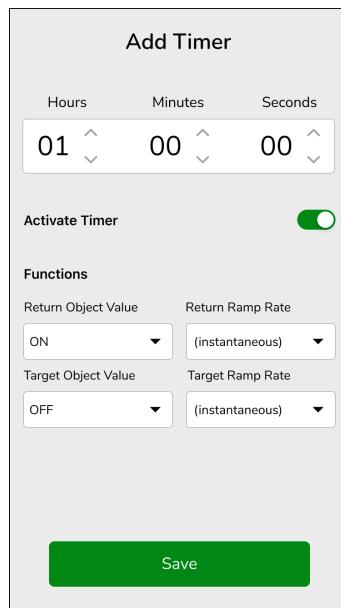 Add Timer
Hours Minutes Seconds
01 00 00
Activate Timer
Functions
Return Object Value Return Ramp Rate
ON (instantaneous)
Target Object Value Target Ramp Rate
OFF (instantaneous)
Save